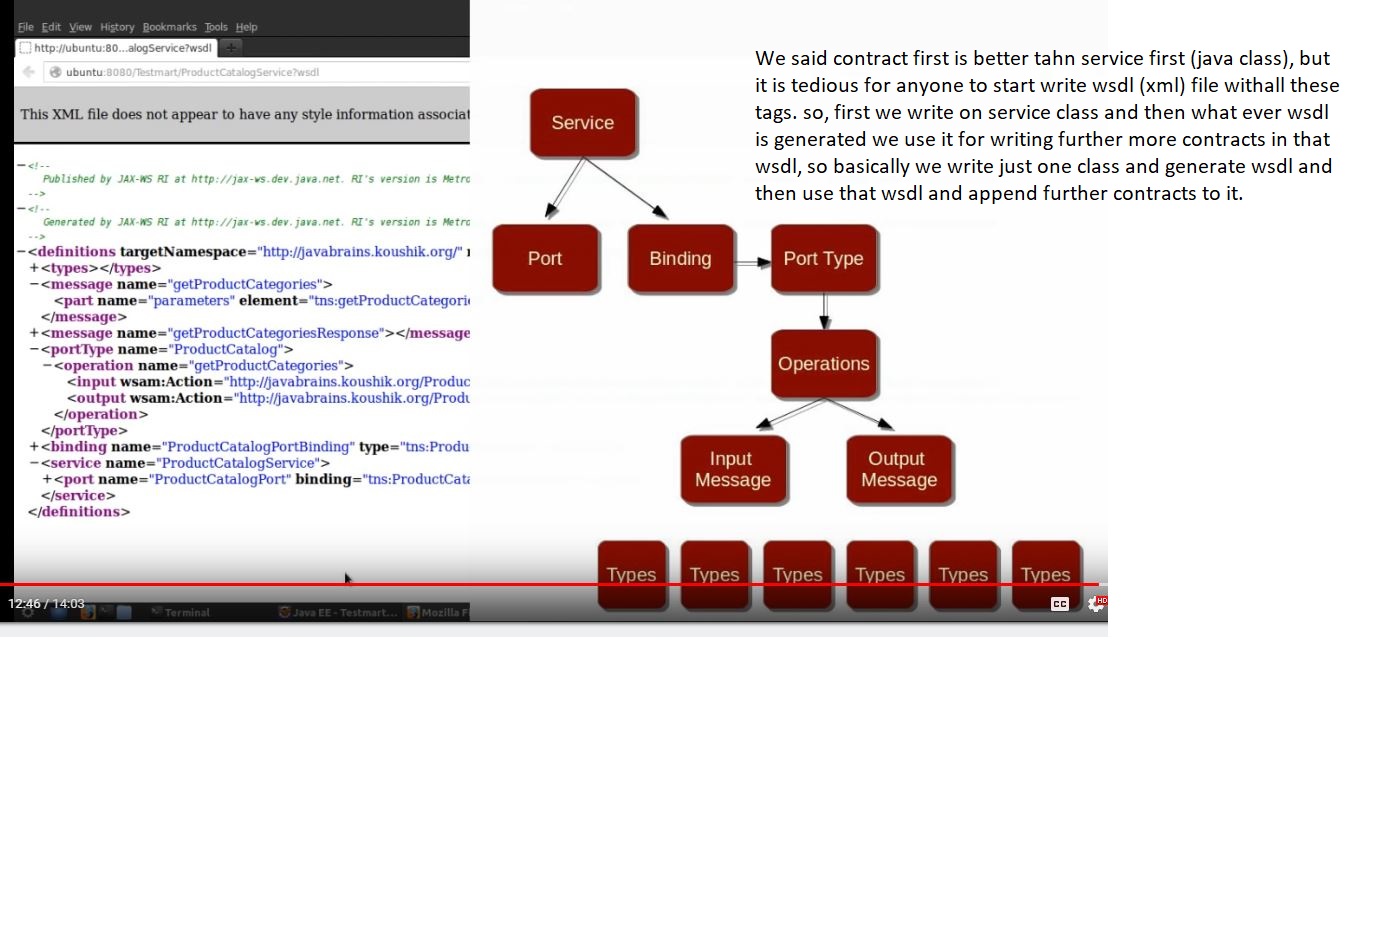 File Edit View History Bookmarks Tools Help
http://ubuntu:80...alogService?wsdl
ubuntu:8080/Testmart/ProductCatalogService?wsdl
This XML file does not appear to have any style information associat
−<!--
Published by JAX-WS RI at http://jax-ws.dev.java.net. RI's version is Metro
-->
−<!--
Generated by JAX-WS RI at http://jax-ws.dev.java.net. RI's version is Metro
-->
−<definitions targetNamespace="http://javabrains.koushik.org/"
+<types></types>
−<message name="getProductCategories">
<part name="parameters" element="tns:getProductCategorie
</message>
+<message name="getProductCategoriesResponse"></message
−<portType name="ProductCatalog">
−<operation name="getProductCategories">
<input wsam:Action="http://javabrains.koushik.org/Produc
<output wsam:Action="http://javabrains.koushik.org/Produ
</operation>
</portType>
+<binding name="ProductCatalogPortBinding" type="tns:Produ
−<service name="ProductCatalogService">
+<port name="ProductCatalogPort" binding="tns:ProductCata
</service>
</definitions>
Service
Port
Binding
Port Type
Operations
Input
Message
Output
Message
Types Types Types Types Types Types
We said contract first is better tahn service first (java class), but
it is tedious for anyone to start write wsdl (xml) file withall these
tags. so, first we write on service class and then what ever wsdl
is generated we use it for writing further more contracts in that
wsdl, so basically we write just one class and generate wsdl and
then use that wsdl and append further contracts to it.
12:46 / 14:03
CC
HD
Terminal
Java EE - Testmart...
Mozilla F